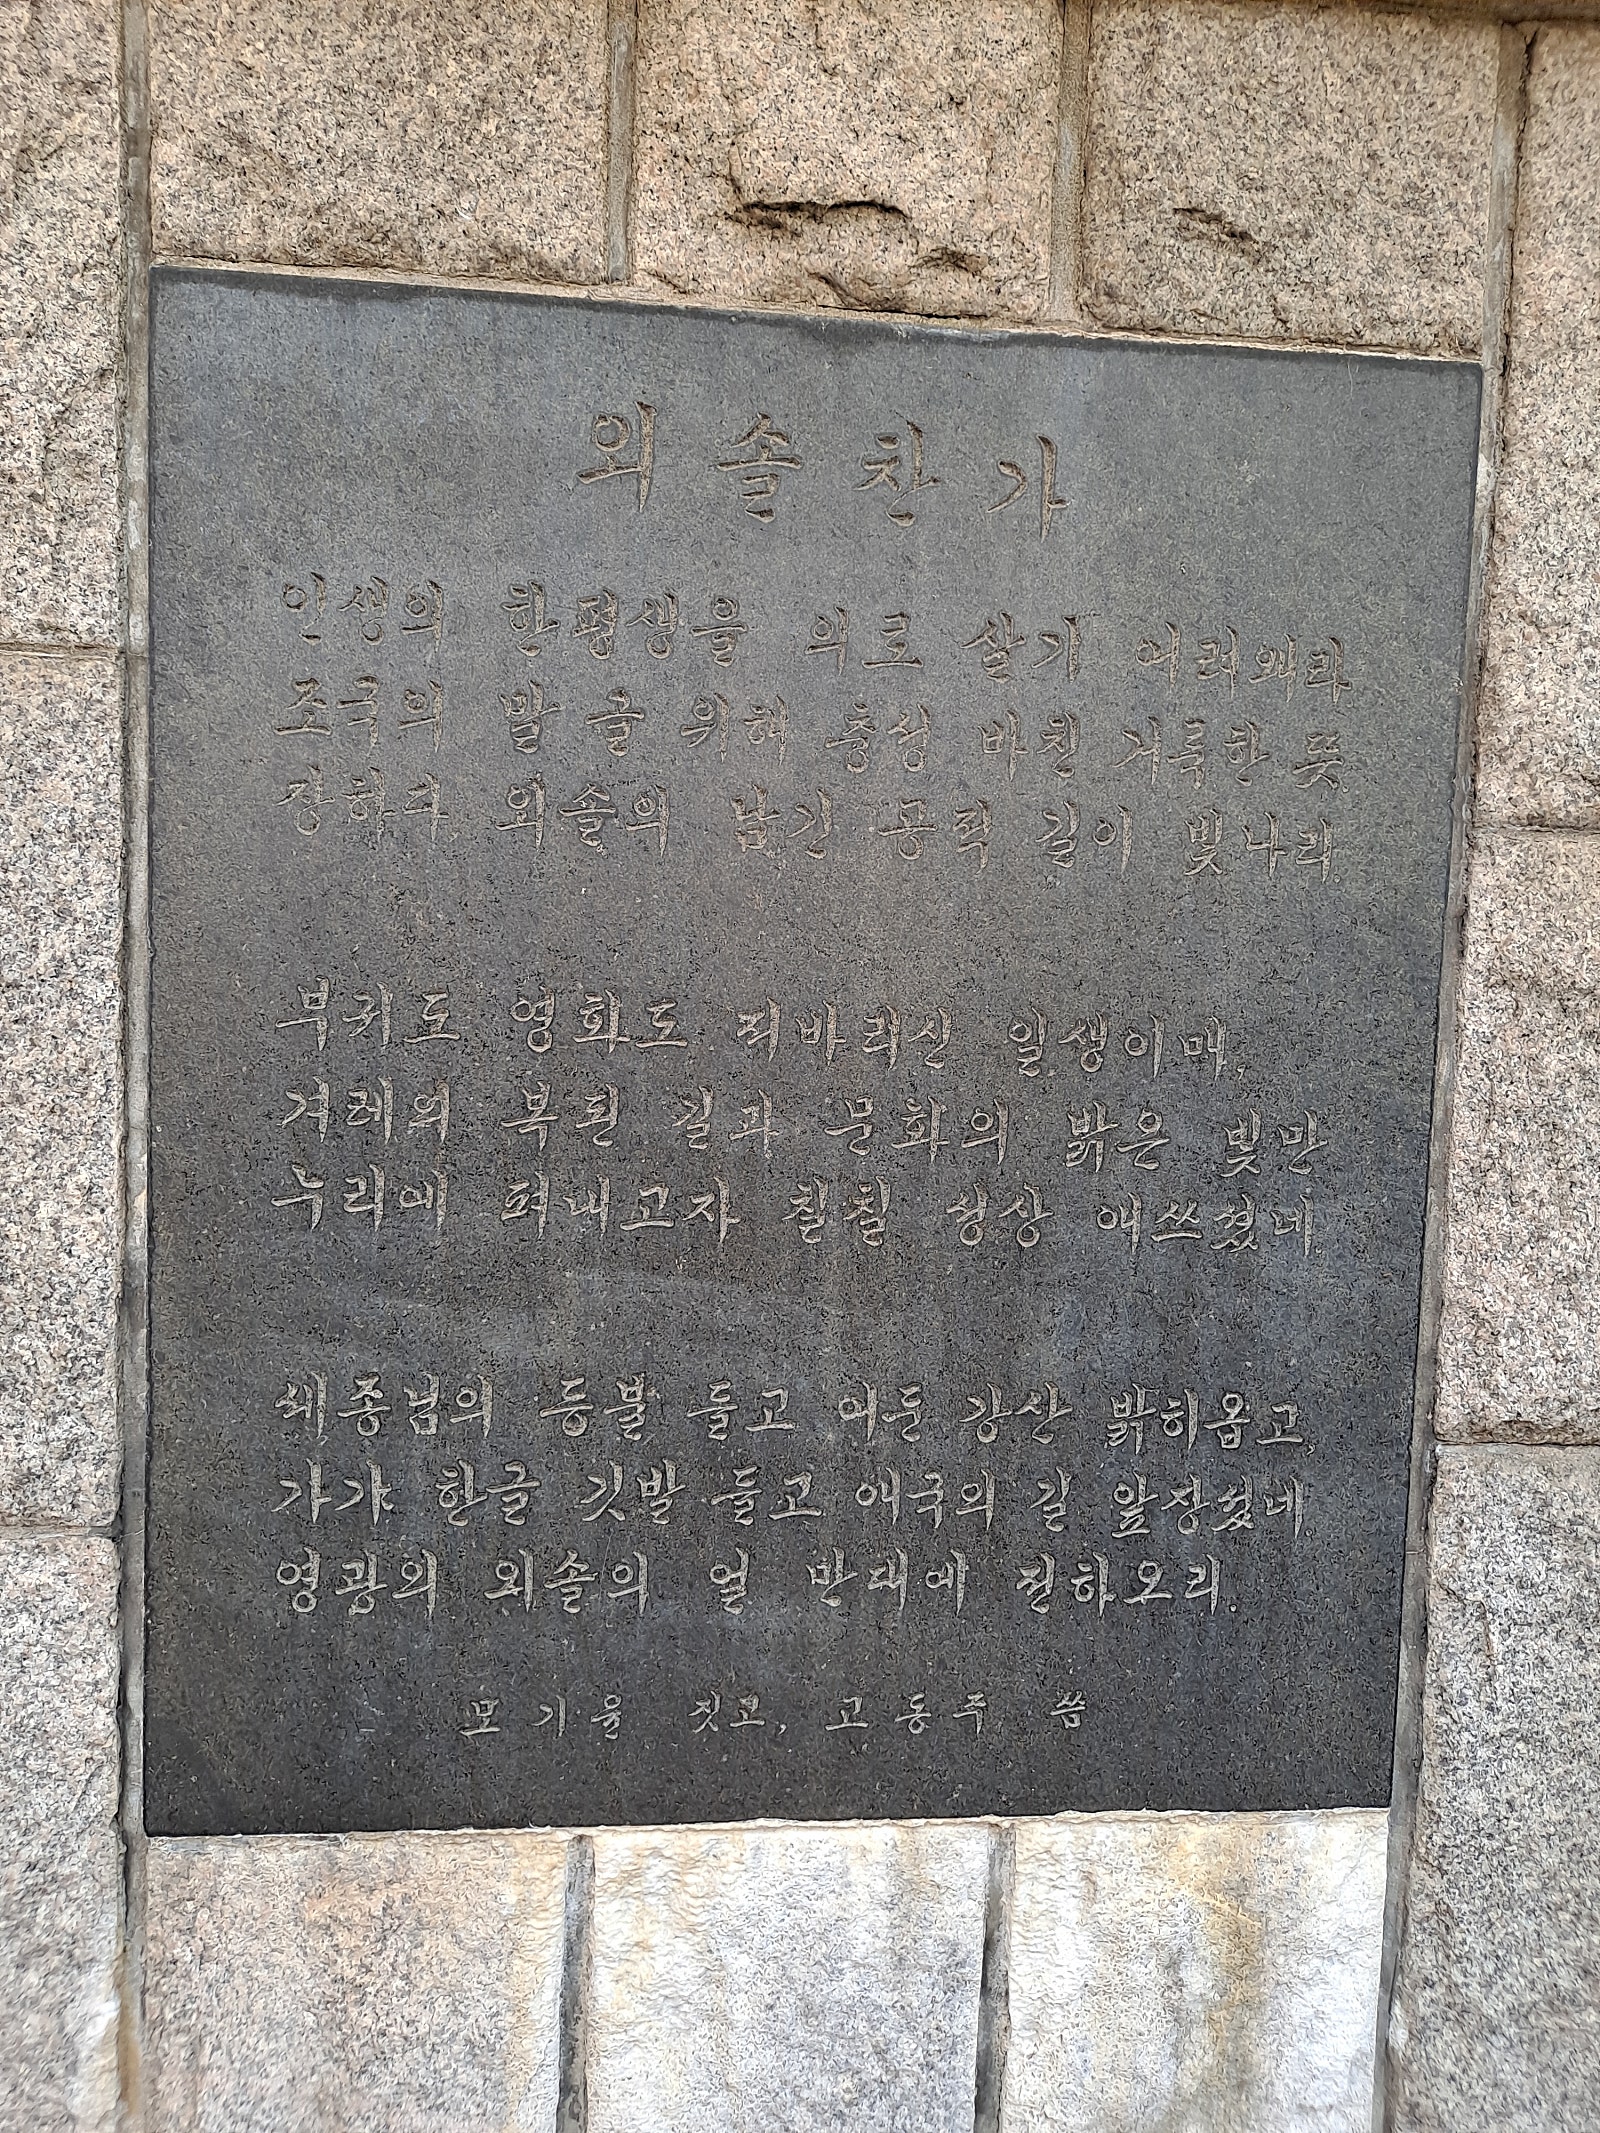 외솔찬가
인생의 한평생을 의로 살기 어려웨라
조국의 말 글 위해 충성 바친 거룩한 뜻.
장하다, 외솔의 남긴 공적 길이 빛나리.
부귀도 영화도 저바리신 일생이매,
겨레의 복된 길과 문화의 밝은 빛만
누리에 펴내고자 칠칠 성상 애쓰셨네.
세종님의 등불 들고 어둔 강산 밝히옵고,
가갸 한글 깃발 들고 애국의 길 앞장섰네.
영광의 외솔의 얼 만대에 전하오리.
모기윤 짓고, 고동주 씀